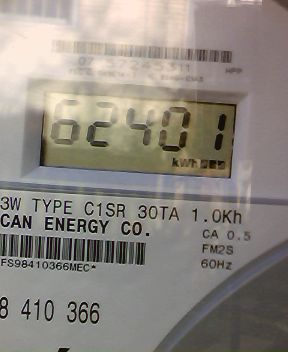 HPP
62401
kWh
3W TYPE C1SR 30TA 1.0Kh
CAN ENERGY CO.
CA 0.5
FM2S
60Hz
FS98410366MEC*
8 410 366